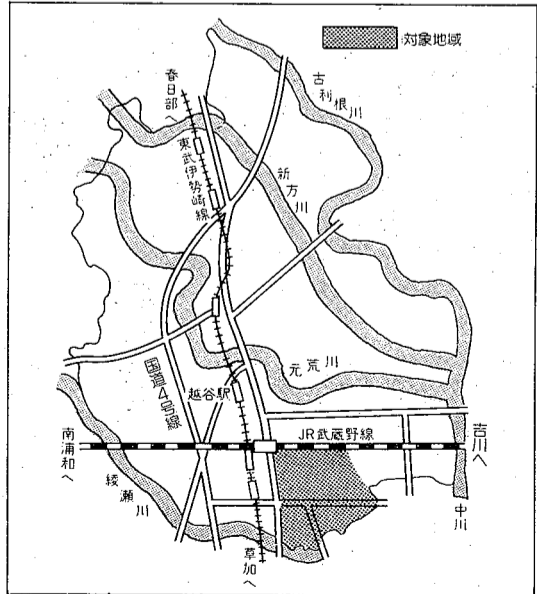 対象地域
春日部へ
東武伊勢崎線
古利根川
新方川
元荒川
国道4号線
越谷駅
JR武蔵野線
吉川へ
南浦和へ
綾瀬川
中川
草加へ